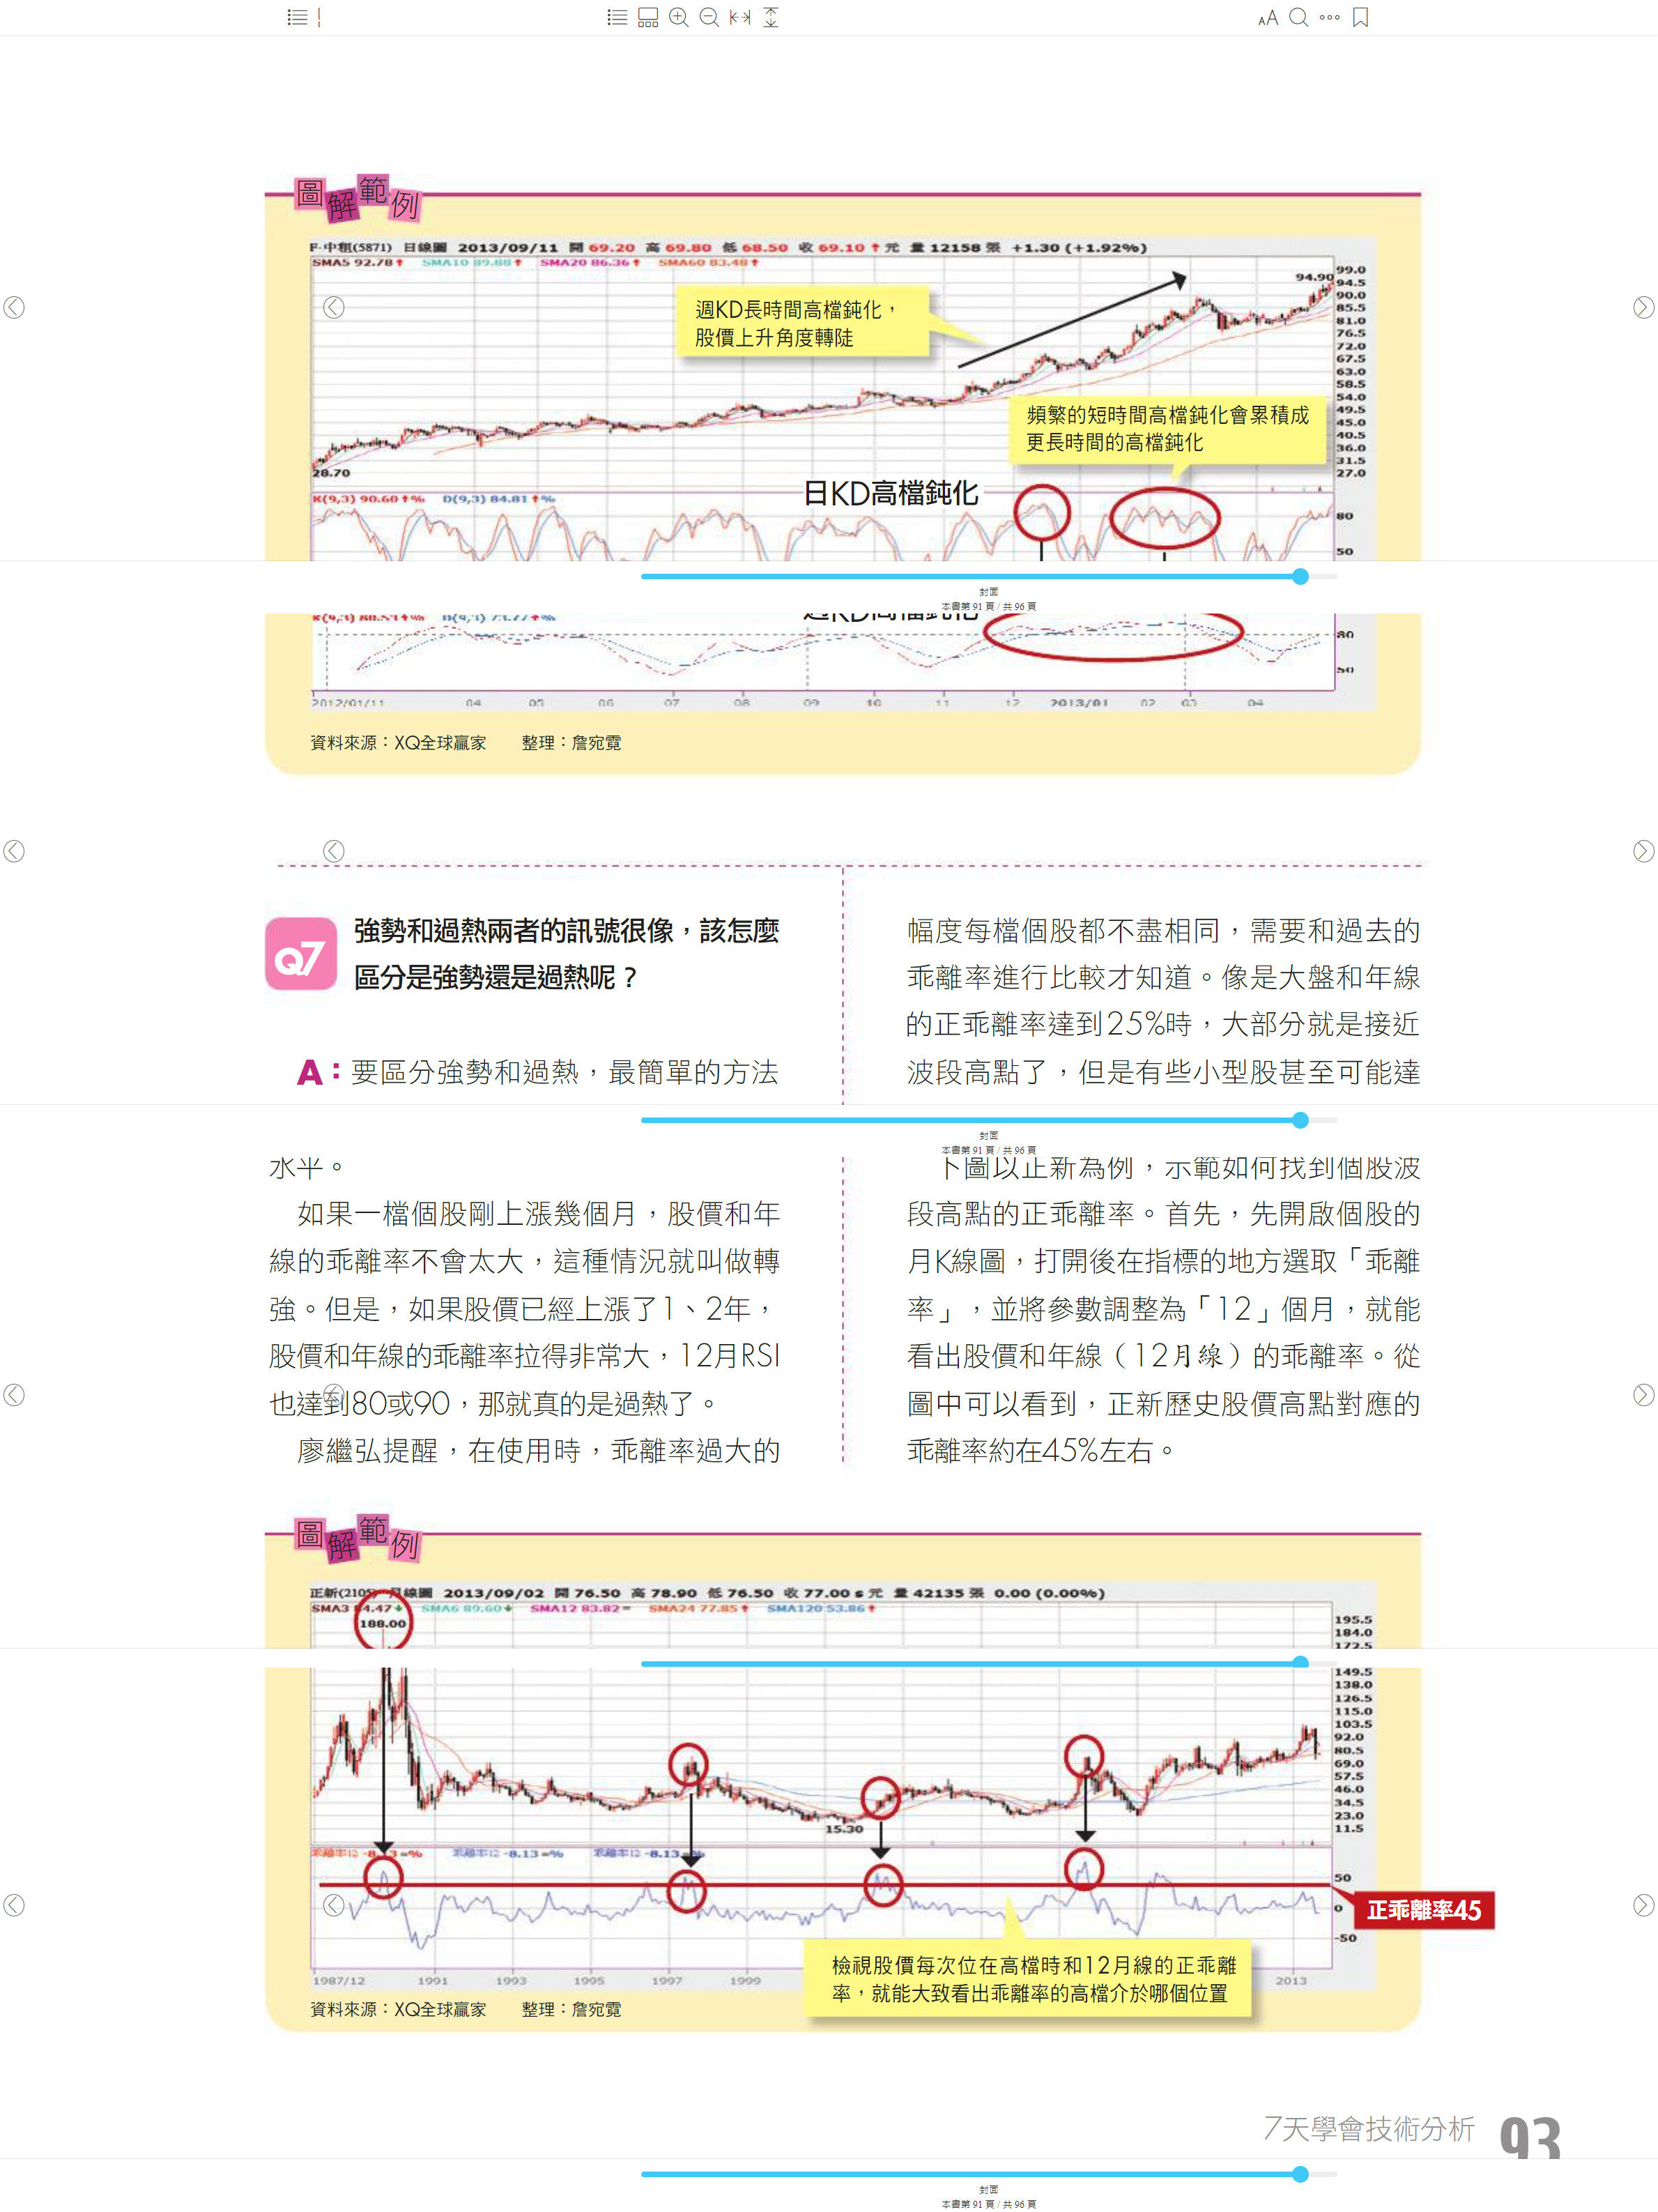 圖解範例
F-中租(5871) 日線圖 2013/09/11 開 69.20 高 69.80 低 68.50 收 69.10 ↑ 元 量 12158 張 +1.30 (+1.92%)
SMA5 92.78↑ SMA10 89.88↑ SMA20 86.36↑ SMA60 83.48↑
94.90
99.0
94.5
90.0
85.5
81.0
76.5
72.0
67.5
63.0
58.5
54.0
49.5
45.0
40.5
36.0
31.5
27.0
週KD長時間高檔鈍化，
股價上升角度轉陡
頻繁的短時間高檔鈍化會累積成
更長時間的高檔鈍化
28.70
K(9,3) 90.60↑% D(9,3) 84.81↑%
日KD高檔鈍化
80
50
封面
本書第 91 頁 / 共 96 頁
週KD高檔鈍化
80
50
2012/01/11 04 05 06 07 08 09 10 11 12 2013/01 02 03 04
資料來源：XQ全球贏家 整理：詹宛霓
Q7
強勢和過熱兩者的訊號很像，該怎麼
區分是強勢還是過熱呢？
A：要區分強勢和過熱，最簡單的方法
水半。
如果一檔個股剛上漲幾個月，股價和年
線的乖離率不會太大，這種情況就叫做轉
強。但是，如果股價已經上漲了1、2年，
股價和年線的乖離率拉得非常大，12月RSI
也達到80或90，那就真的是過熱了。
廖繼弘提醒，在使用時，乖離率過大的
幅度每檔個股都不盡相同，需要和過去的
乖離率進行比較才知道。像是大盤和年線
的正乖離率達到25%時，大部分就是接近
波段高點了，但是有些小型股甚至可能達
封面
本書第 91 頁 / 共 96 頁
下圖以正新為例，示範如何找到個股波
段高點的正乖離率。首先，先開啟個股的
月K線圖，打開後在指標的地方選取「乖離
率」，並將參數調整為「12」個月，就能
看出股價和年線（12月線）的乖離率。從
圖中可以看到，正新歷史股價高點對應的
乖離率約在45%左右。
圖解範例
正新(2105) 月線圖 2013/09/02 開 76.50 高 78.90 低 76.50 收 77.00 s 元 量 42135 張 0.00 (0.00%)
SMA3 84.47↓ SMA6 89.60↓ SMA12 83.82= SMA24 77.85↑ SMA120 53.86↑
188.00
195.5
184.0
172.5
149.5
138.0
126.5
115.0
103.5
92.0
80.5
69.0
57.5
46.0
34.5
23.0
11.5
15.30
乖離率12 -8.13=% 乖離率12 -8.13=% 乖離率12 -8.13=%
50
0
-50
正乖離率45
檢視股價每次位在高檔時和12月線的正乖離
率，就能大致看出乖離率的高檔介於哪個位置
1987/12 1991 1993 1995 1997 1999 2013
資料來源：XQ全球贏家 整理：詹宛霓
7天學會技術分析 93
封面
本書第 91 頁 / 共 96 頁